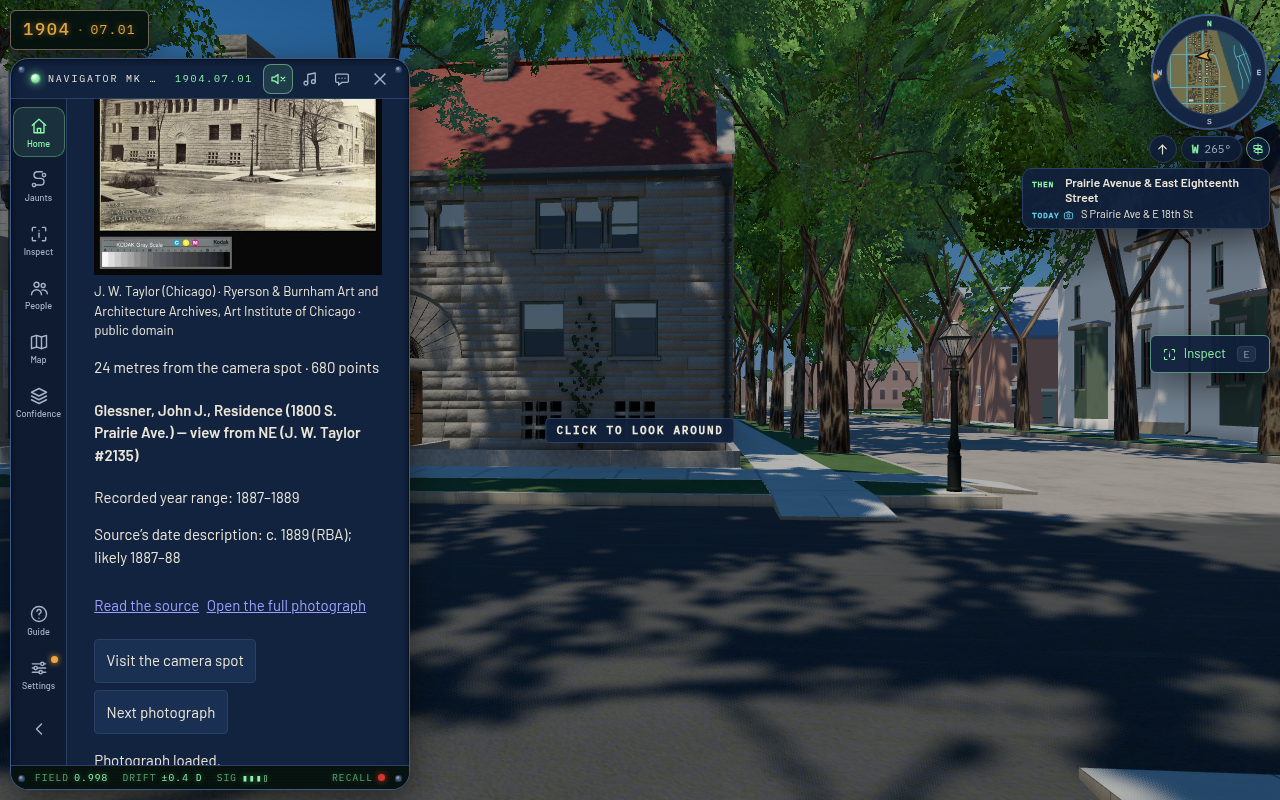 1904 · 07.01
NAVIGATOR MK …
1904.07.01
Home
Jaunts
Inspect
People
Map
Confidence
Guide
Settings
KODAK Gray Scale
C Y M
Kodak
J. W. Taylor (Chicago) · Ryerson & Burnham Art and
Architecture Archives, Art Institute of Chicago ·
public domain
24 metres from the camera spot · 680 points
Glessner, John J., Residence (1800 S.
Prairie Ave.) — view from NE (J. W. Taylor
#2135)
Recorded year range: 1887–1889
Source's date description: c. 1889 (RBA);
likely 1887–88
Read the source Open the full photograph
Visit the camera spot
Next photograph
Photograph loaded.
FIELD 0.998 DRIFT ±0.4 D SIG
RECALL
CLICK TO LOOK AROUND
N
W
E
S
W 265°
THEN Prairie Avenue & East Eighteenth
Street
TODAY S Prairie Ave & E 18th St
Inspect E